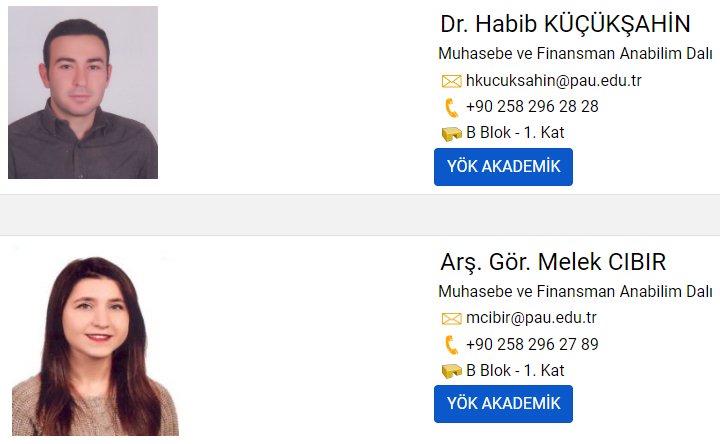 Dr. Habib KÜÇÜKŞAHİN
Muhasebe ve Finansman Anabilim Dalı
hkucuksahin@pau.edu.tr
+90 258 296 28 28
B Blok - 1. Kat
YÖK AKADEMİK
Arş. Gör. Melek CIBIR
Muhasebe ve Finansman Anabilim Dalı
mcibir@pau.edu.tr
+90 258 296 27 89
B Blok - 1. Kat
YÖK AKADEMİK